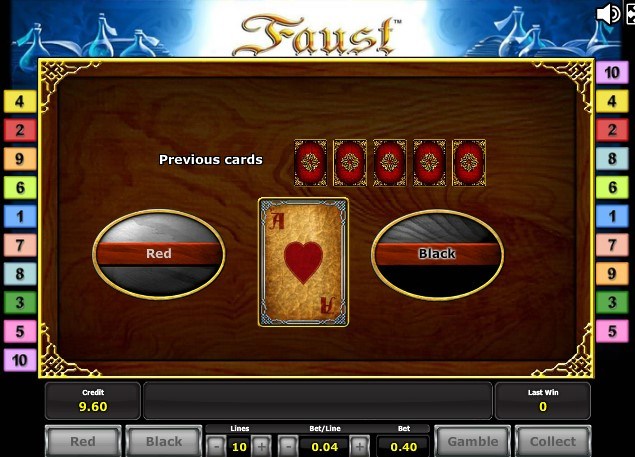 Faust™
Previous cards
A
Red
Black
A
4
2
9
6
1
7
8
3
5
10
10
4
2
8
6
1
7
9
3
5
Credit
9.60
Last Win
0
Lines
Bet/Line
Bet
Red
Black
- 10 +
- 0.04 +
0.40
Gamble
Collect